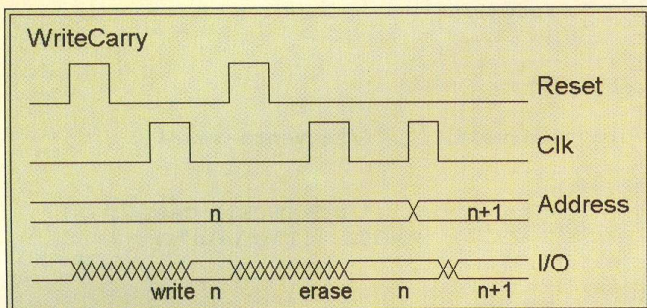 WriteCarry
Reset
Clk
n n+1 Address
I/O
write n erase n n+1